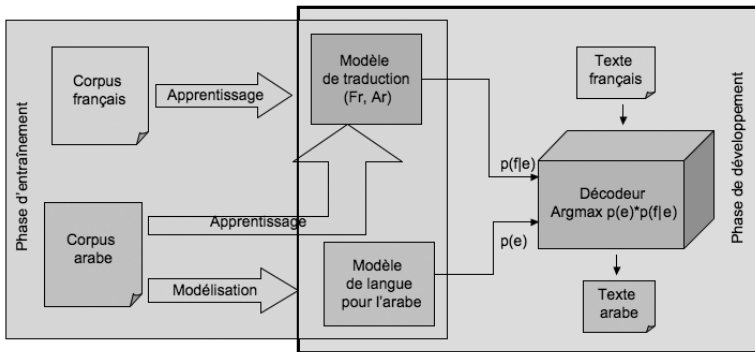 Phase d'entraînement
Corpus
français
Apprentissage
Corpus
arabe
Apprentissage
Modélisation
Modèle
de traduction
(Fr, Ar)
Modèle
de langue
pour l'arabe
p(f|e)
p(e)
Texte
français
Décodeur
Argmax p(e)*p(f|e)
Texte
arabe
Phase de développement